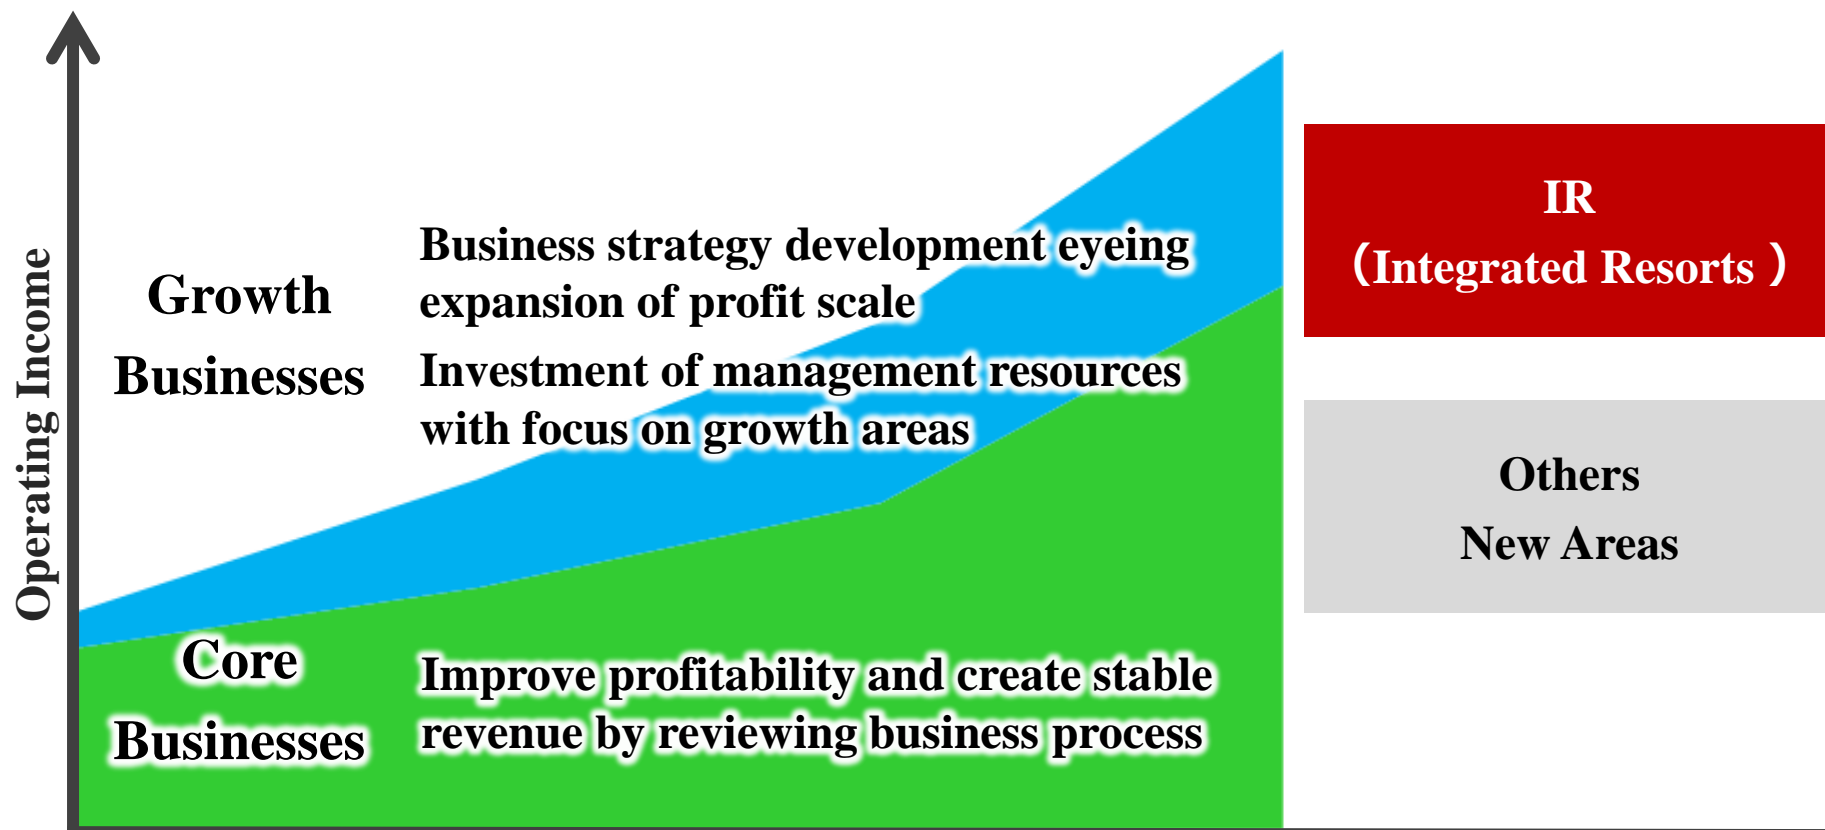 Operating Income
Growth
Businesses
Business strategy development eyeing
expansion of profit scale
Investment of management resources
with focus on growth areas
Core
Businesses
Improve profitability and create stable
revenue by reviewing business process
IR
（Integrated Resorts ）
Others
New Areas